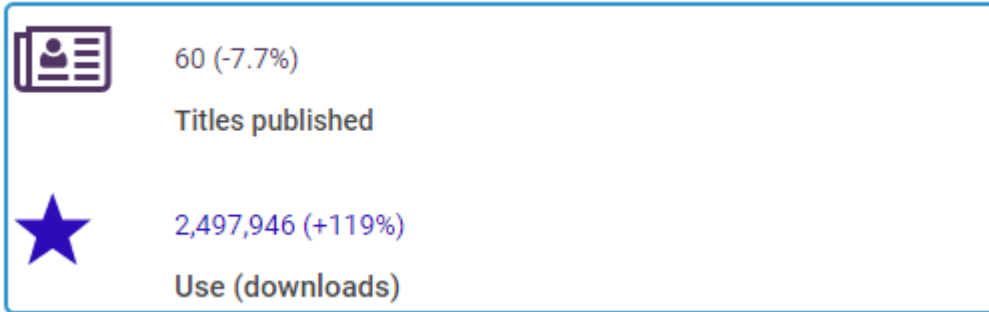 60 (-7.7%)
Titles published
2,497,946 (+119%)
Use (downloads)